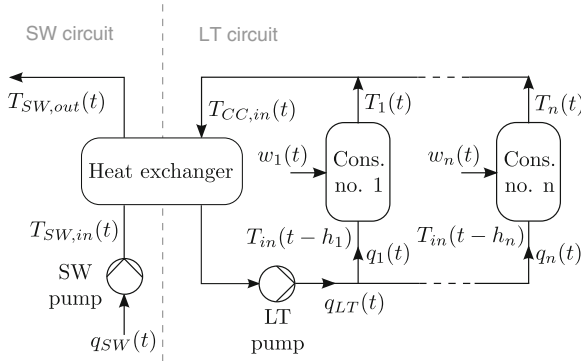 SW circuit
LT circuit
T_{SW,out}(t)
T_{CC,in}(t)
T_1(t)
T_n(t)
Heat exchanger
w_1(t)
Cons.
no. 1
w_n(t)
Cons.
no. n
T_{SW,in}(t)
T_{in}(t − h_1)
q_1(t)
T_{in}(t − h_n)
q_n(t)
SW
pump
q_{SW}(t)
LT
pump
q_{LT}(t)